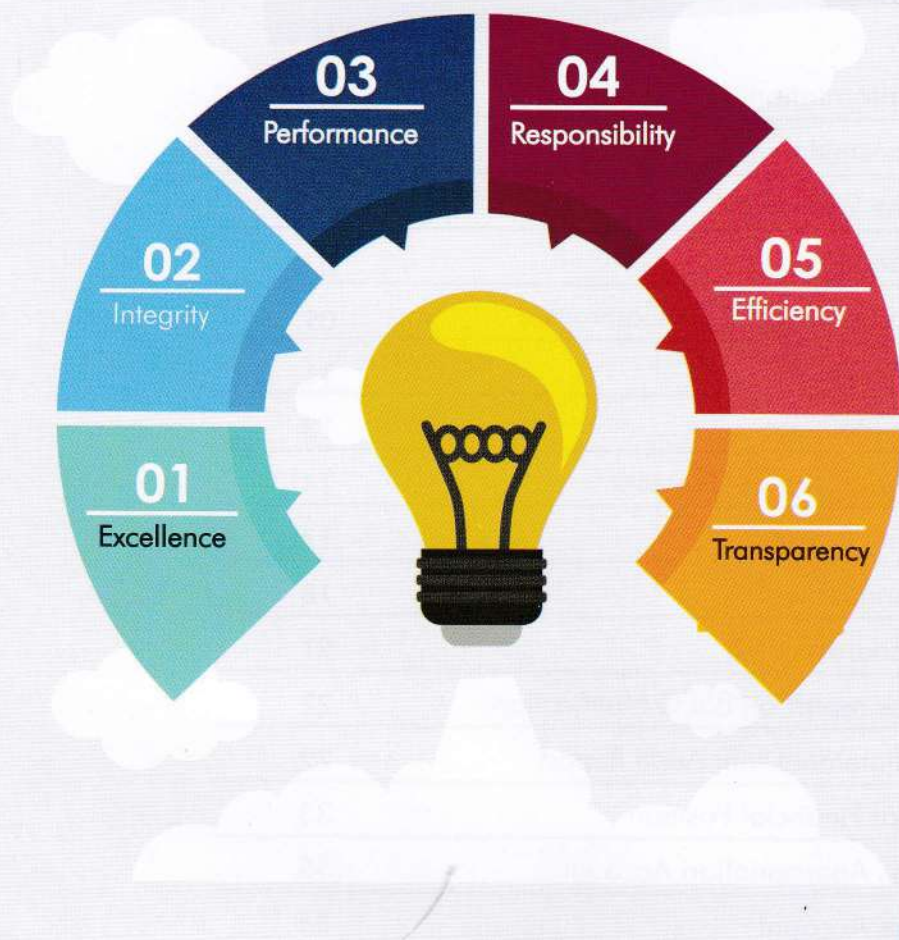 01
Excellence
02
Integrity
03
Performance
04
Responsibility
05
Efficiency
06
Transparency